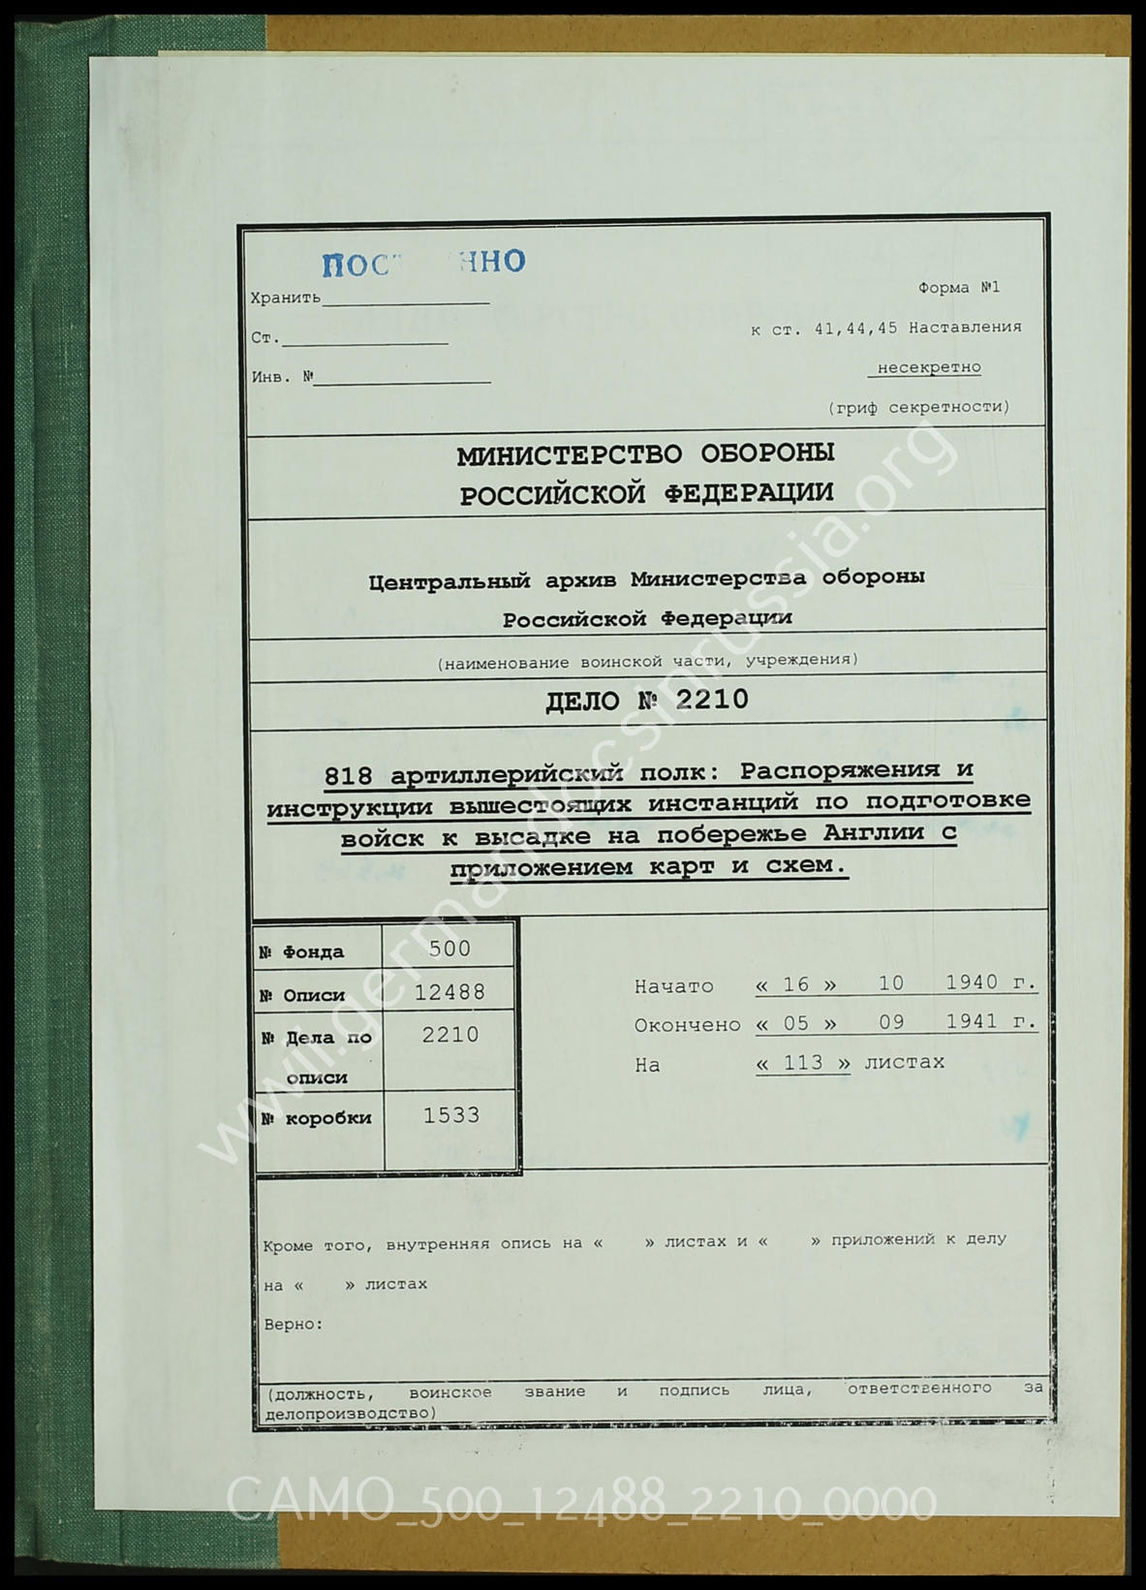 ПОСТ ННО
Хранить
Форма №1
Ст.
к ст. 41,44,45 Наставления
Инв. №
несекретно
(гриф секретности)
МИНИСТЕРСТВО ОБОРОНЫ
РОССИЙСКОЙ ФЕДЕРАЦИИ
Центральный архив Министерства обороны
Российской Федерации
(наименование воинской части, учреждения)
ДЕЛО № 2210
818 артиллерийский полк: Распоряжения и
инструкции вышестоящих инстанций по подготовке
войск к высадке на побережье Англии с
приложением карт и схем.
№ Фонда 500
№ Описи 12488
№ Дела по 2210
описи
№ коробки 1533
Начато « 16 » 10 1940 г.
Окончено « 05 » 09 1941 г.
На « 113 » листах
Кроме того, внутренняя опись на « » листах и « » приложений к делу
на « » листах
Верно:
(должность, воинское звание и подпись лица, ответственного за
делопроизводство)
www.germandocsinrussia.org
CAMO_500_12488_2210_0000